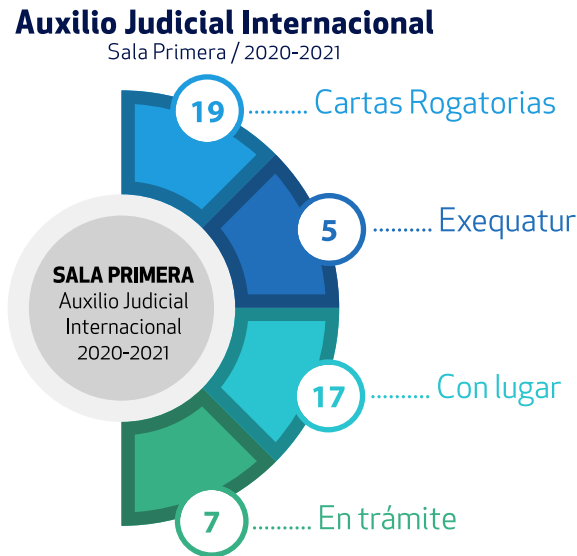 Auxilio Judicial Internacional
Sala Primera / 2020-2021
19 .......... Cartas Rogatorias
5 .......... Exequatur
SALA PRIMERA
Auxilio Judicial
Internacional
2020-2021
17 .......... Con lugar
7 .......... En trámite